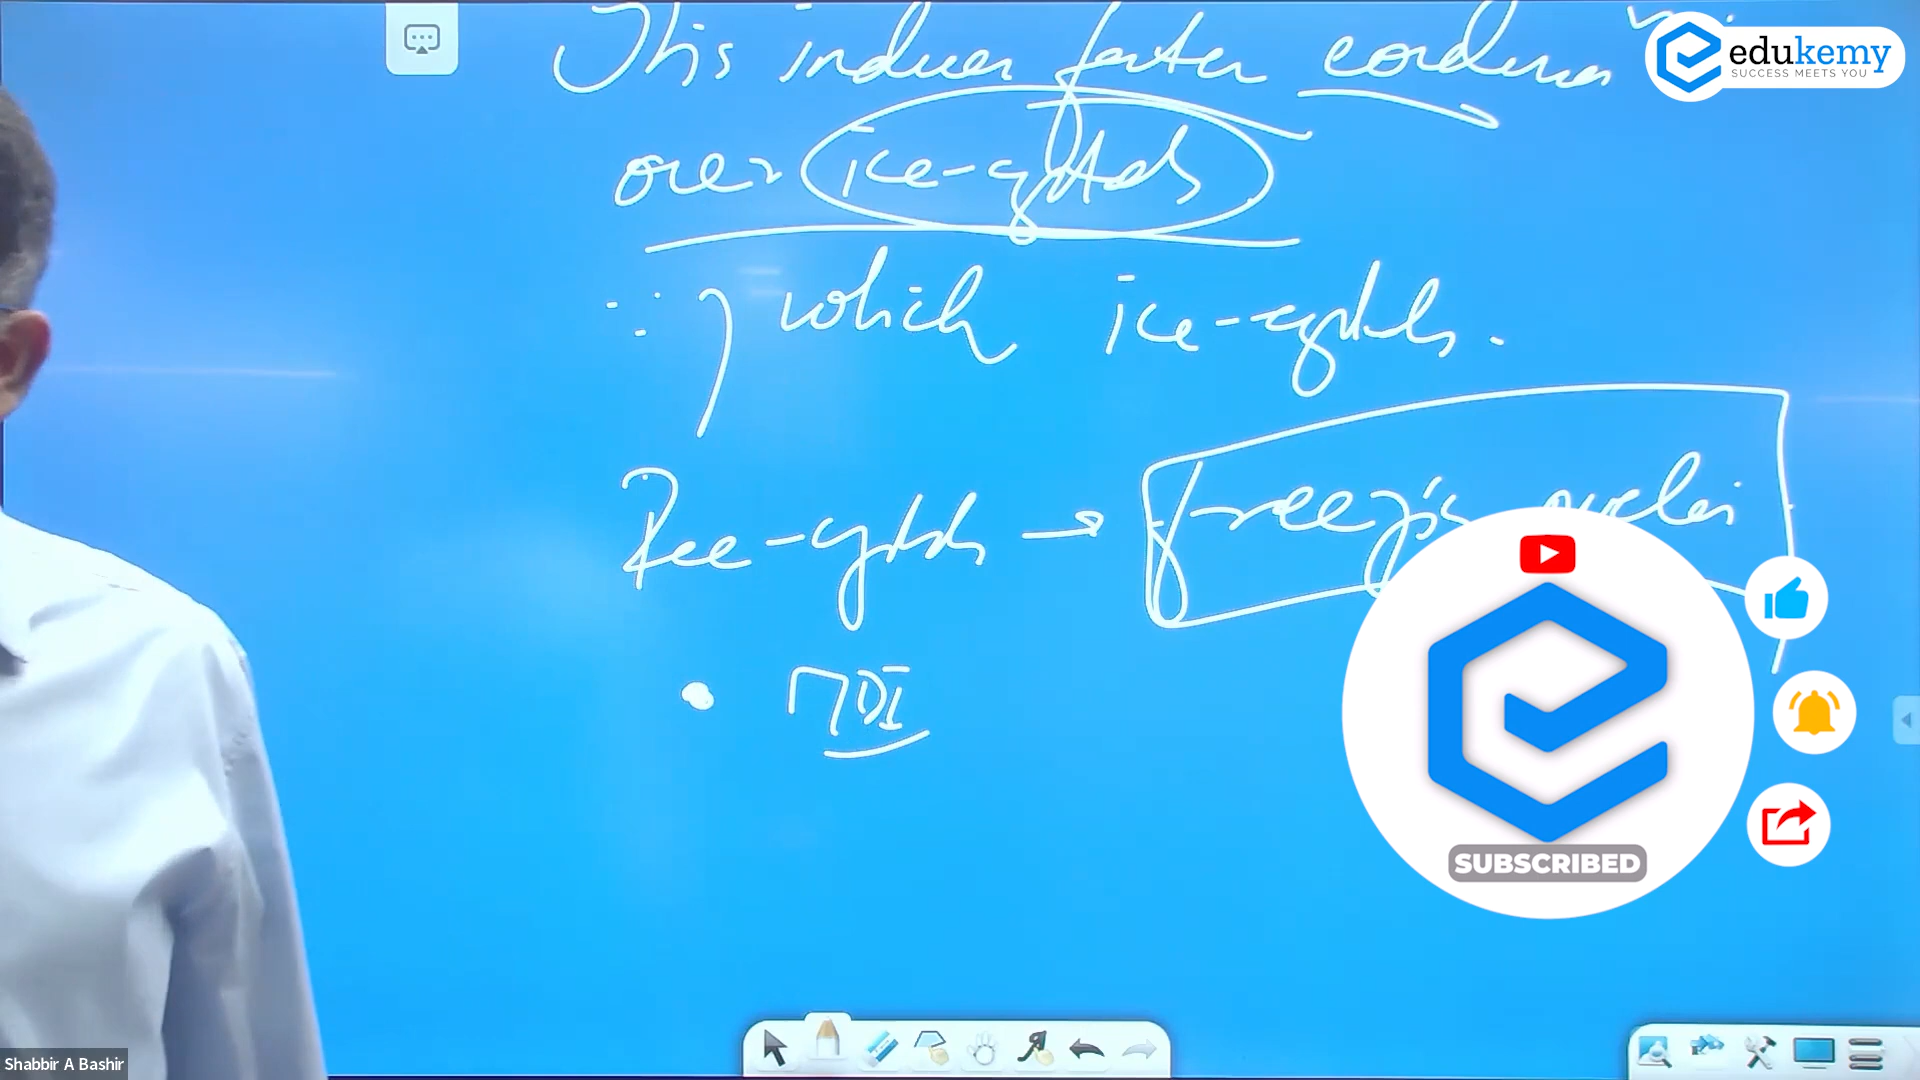 This induces faster
over ice-crystals
∵ which ice-crystals.
Ice-crystals → freezing nuclei
• MDI
edukemy
SUCCESS MEETS YOU
SUBSCRIBED
Shabbir A Bashir